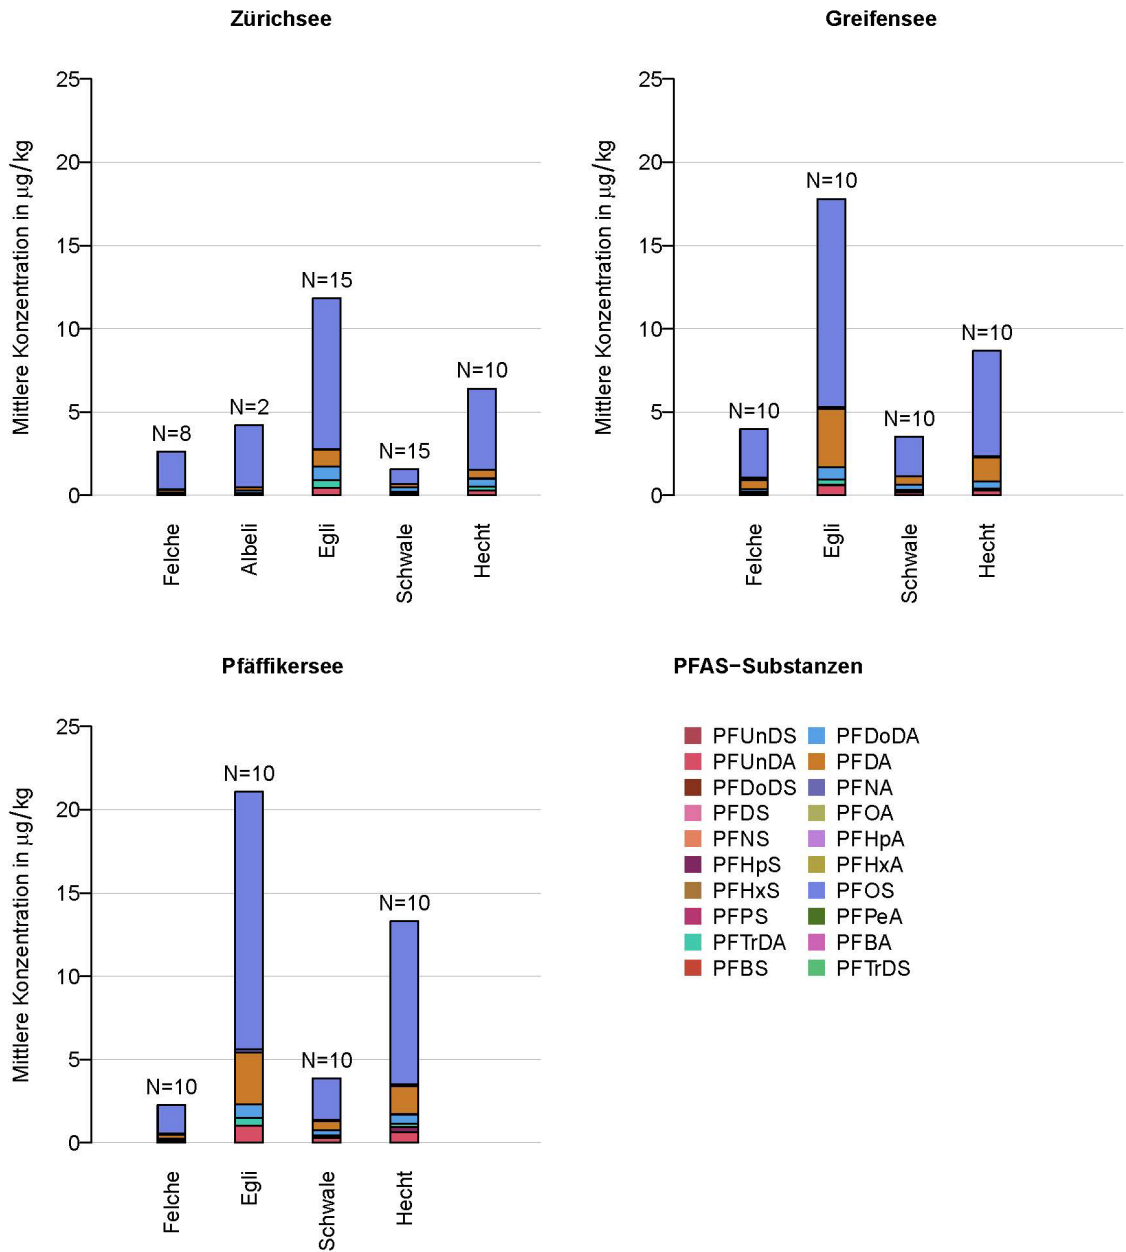 Zürichsee
Mittlere Konzentration in μg/kg
25
20
15
10
5
0
N=8
N=2
N=15
N=15
N=10
Felche
Albeli
Egli
Schwale
Hecht
Greifensee
Mittlere Konzentration in μg/kg
25
20
15
10
5
0
N=10
N=10
N=10
N=10
Felche
Egli
Schwale
Hecht
Pfäffikersee
Mittlere Konzentration in μg/kg
25
20
15
10
5
0
N=10
N=10
N=10
N=10
Felche
Egli
Schwale
Hecht
PFAS−Substanzen
PFUnDS
PFUnDA
PFDoDS
PFDS
PFNS
PFHpS
PFHxS
PFPS
PFTrDA
PFBS
PFDoDA
PFDA
PFNA
PFOA
PFHpA
PFHxA
PFOS
PFPeA
PFBA
PFTrDS